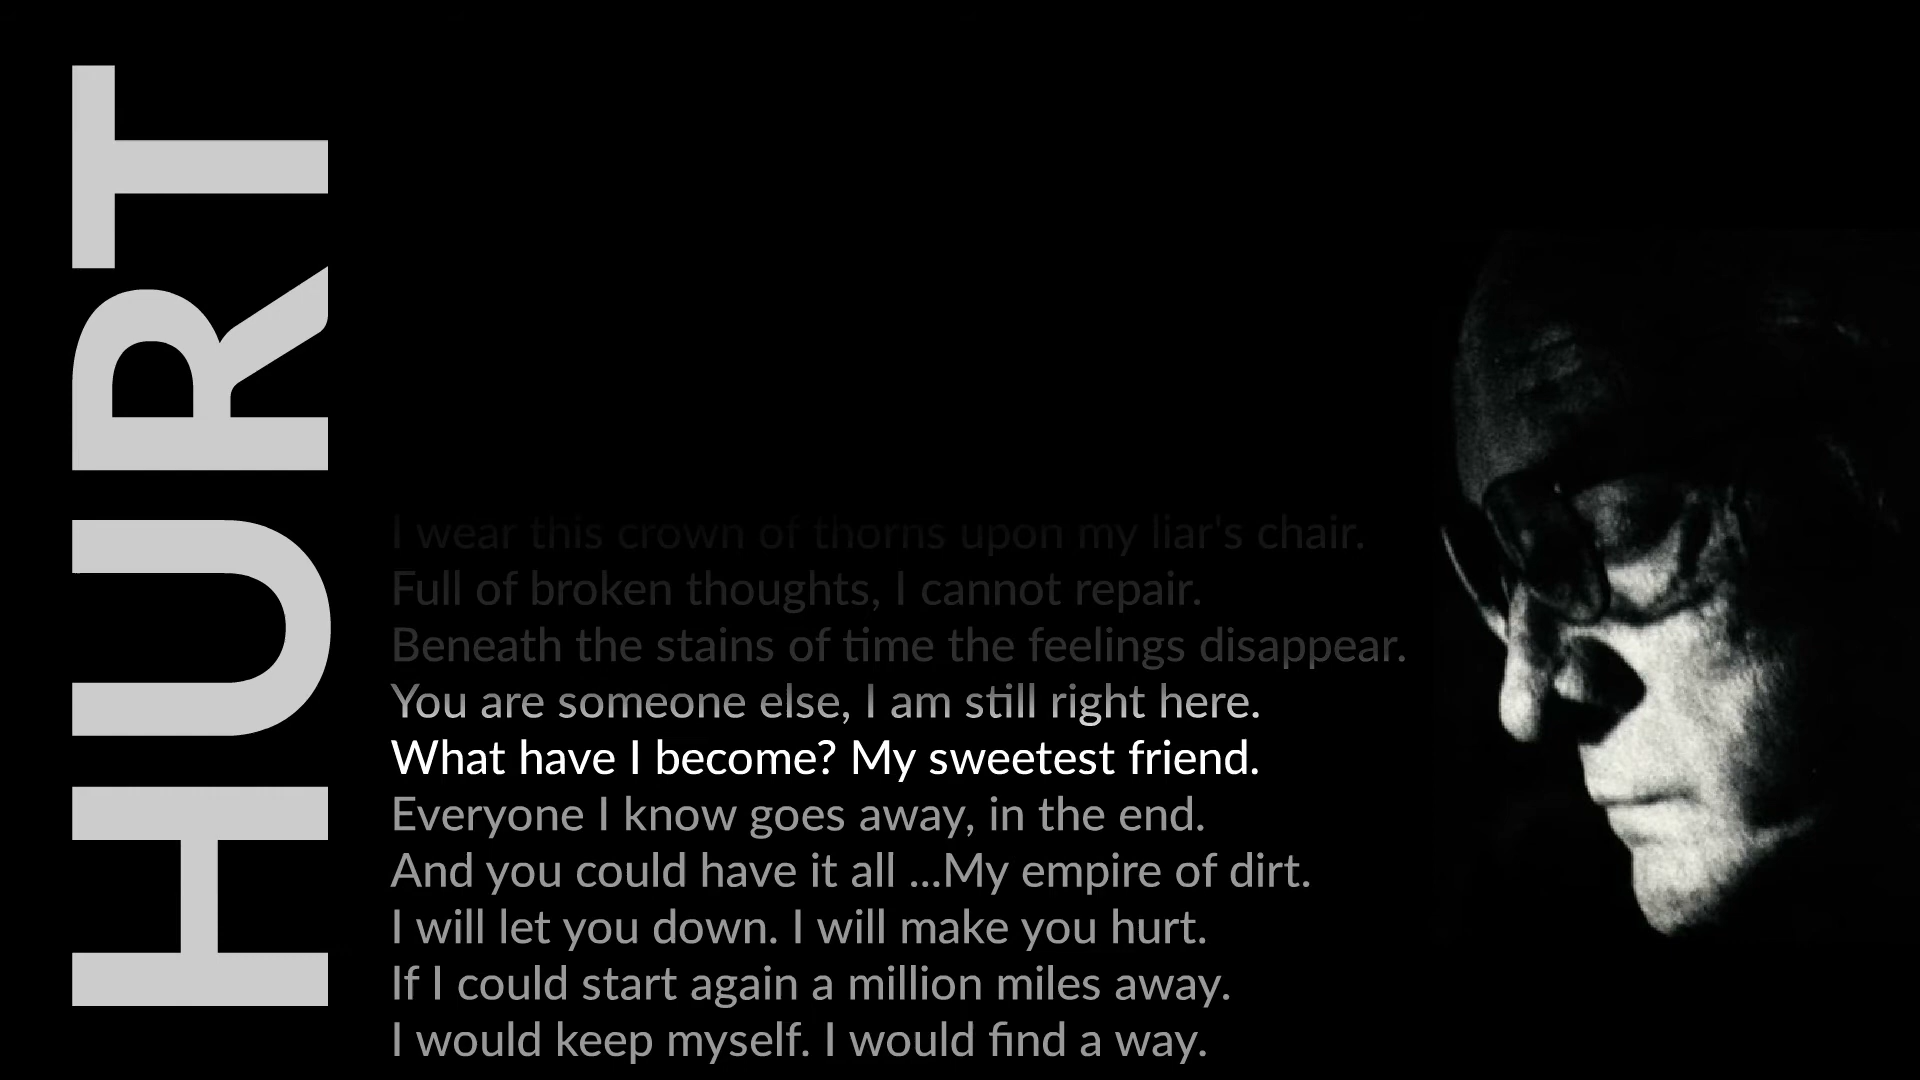 HURT
I wear this crown of thorns upon my liar's chair.
Full of broken thoughts, I cannot repair.
Beneath the stains of time the feelings disappear.
You are someone else, I am still right here.
What have I become? My sweetest friend.
Everyone I know goes away, in the end.
And you could have it all ...My empire of dirt.
I will let you down. I will make you hurt.
If I could start again a million miles away.
I would keep myself. I would find a way.